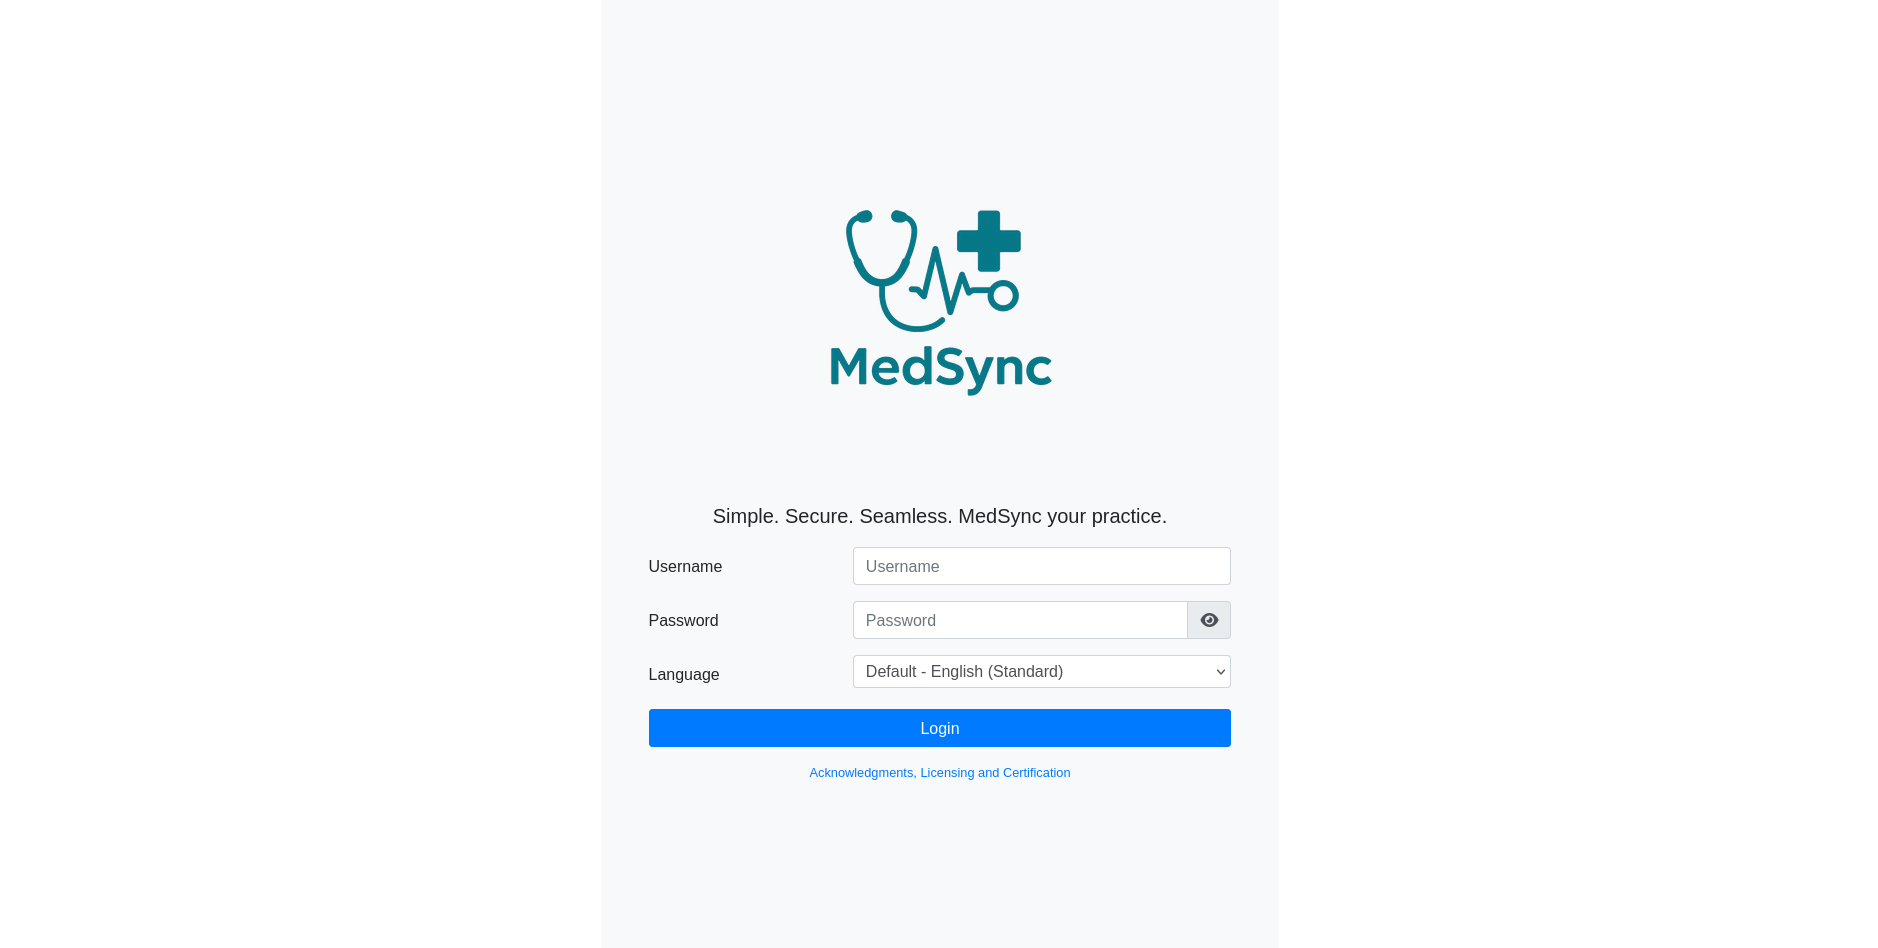 MedSync
Simple. Secure. Seamless. MedSync your practice.
Username
Username
Password
Password
Language
Default - English (Standard)
Login
Acknowledgments, Licensing and Certification